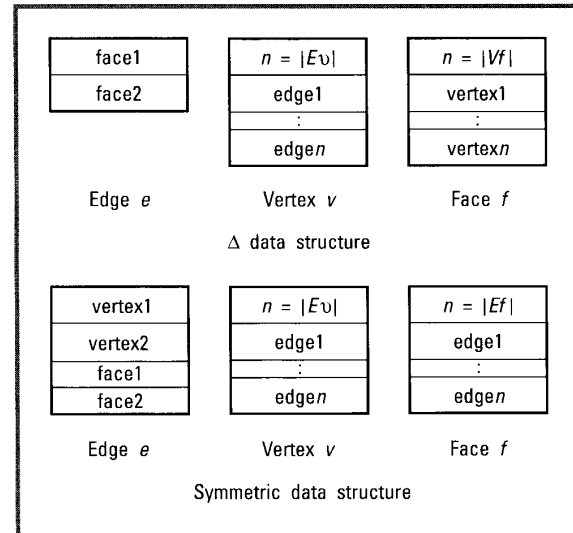 face1
face2
Edge e
n = |Eυ|
edge1
:
edgen
Vertex v
n = |Vf|
vertex1
:
vertexn
Face f
Δ data structure
vertex1
vertex2
face1
face2
Edge e
n = |Eυ|
edge1
:
edgen
Vertex v
n = |Ef|
edge1
:
edgen
Face f
Symmetric data structure